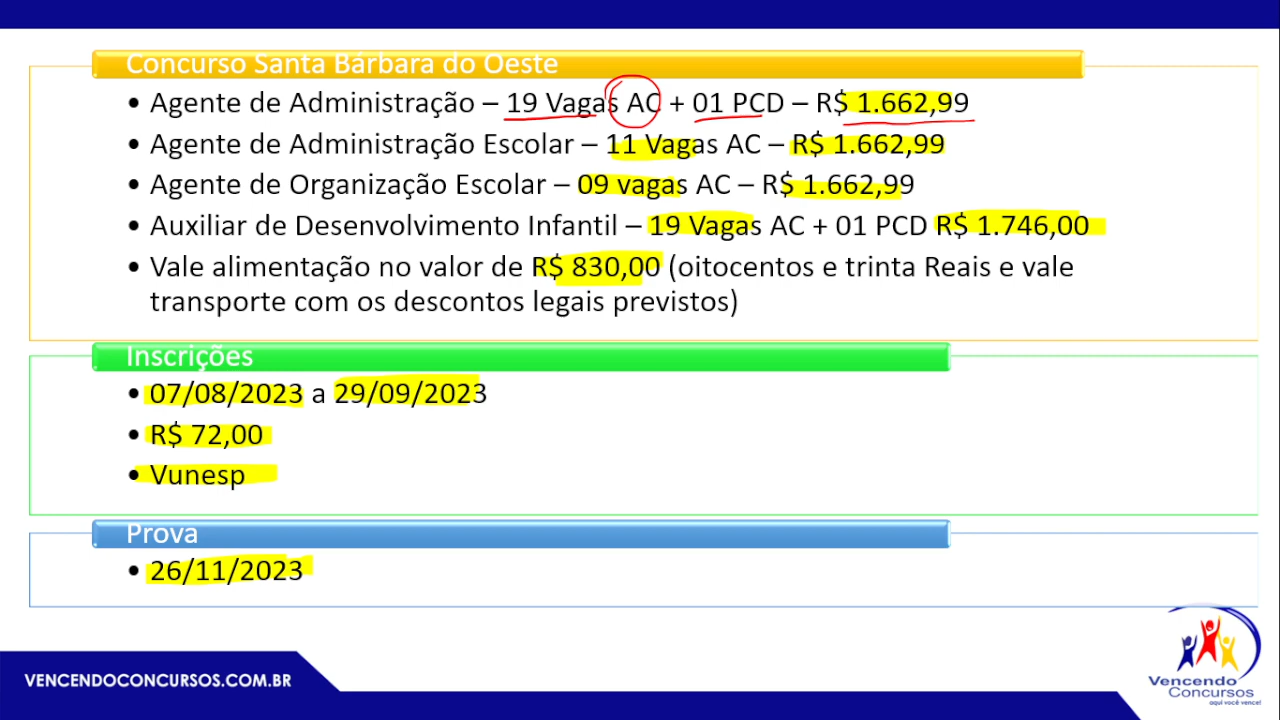 Concurso Santa Bárbara do Oeste
• Agente de Administração – 19 Vagas AC + 01 PCD – R$ 1.662,99
• Agente de Administração Escolar – 11 Vagas AC – R$ 1.662,99
• Agente de Organização Escolar – 09 vagas AC – R$ 1.662,99
• Auxiliar de Desenvolvimento Infantil – 19 Vagas AC + 01 PCD R$ 1.746,00
• Vale alimentação no valor de R$ 830,00 (oitocentos e trinta Reais e vale
transporte com os descontos legais previstos)
Inscrições
• 07/08/2023 a 29/09/2023
• R$ 72,00
• Vunesp
Prova
• 26/11/2023
VENCENDOCONCURSOS.COM.BR
Vencendo
Concursos
aqui você vence!